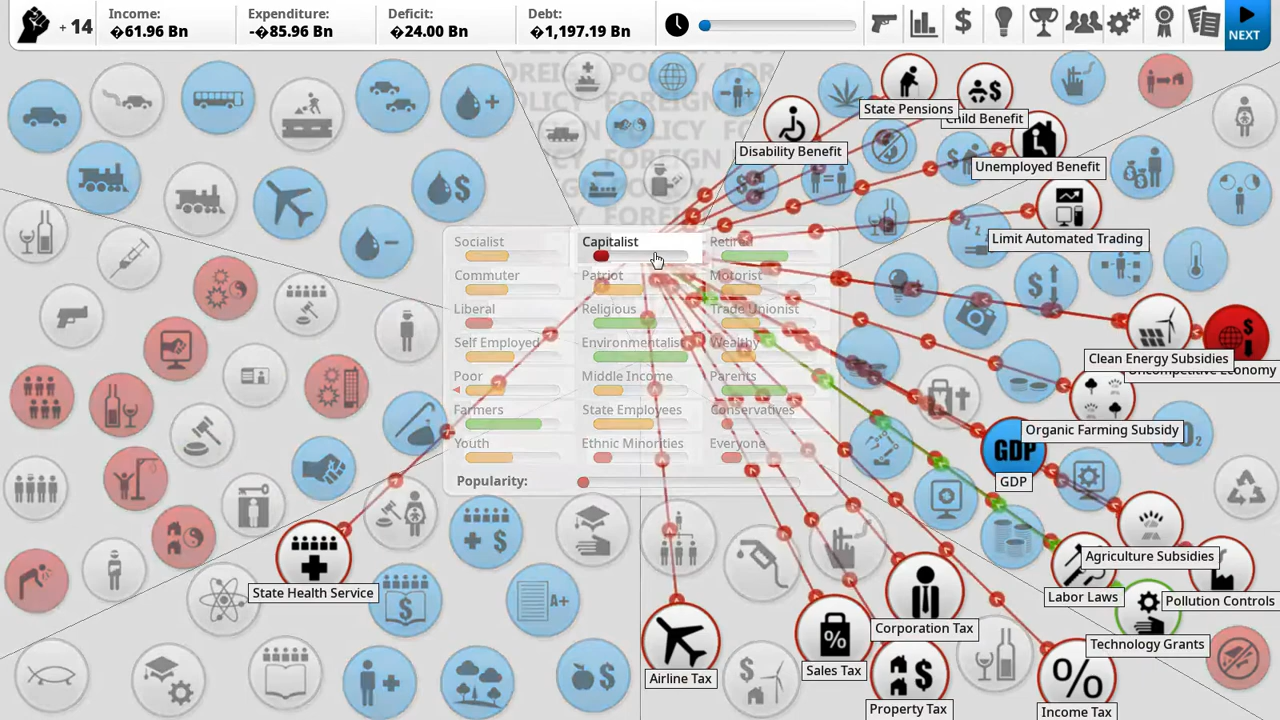 + 14
Income:
�61.96 Bn
Expenditure:
-�85.96 Bn
Deficit:
�24.00 Bn
Debt:
�1,197.19 Bn
NEXT
FOREIGN POLICY FOREIGN
State Pensions
Child Benefit
Disability Benefit
Unemployed Benefit
Limit Automated Trading
Socialist
Capitalist
Retired
Commuter
Patriot
Motorist
Liberal
Religious
Trade Unionist
Self Employed
Environmentalist
Wealthy
Poor
Middle Income
Parents
Farmers
State Employees
Conservatives
Youth
Ethnic Minorities
Everyone
Popularity:
Clean Energy Subsidies
Economy
Organic Farming Subsidy
GDP
GDP
Agriculture Subsidies
State Health Service
A+
Labor Laws
Pollution Controls
Corporation Tax
Technology Grants
Sales Tax
Airline Tax
Property Tax
Income Tax